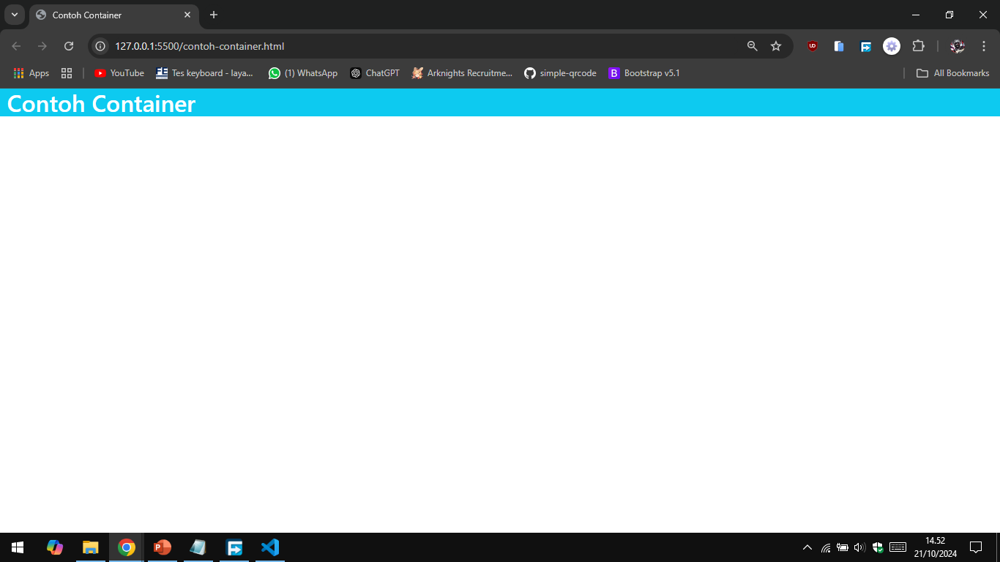 Contoh Container
127.0.0.1:5500/contoh-container.html
UD
Apps
YouTube
Tes keyboard - laya...
(1) WhatsApp
ChatGPT
Arknights Recruitme...
simple-qrcode
B
Bootstrap v5.1
All Bookmarks
Contoh Container
P
14.52
21/10/2024